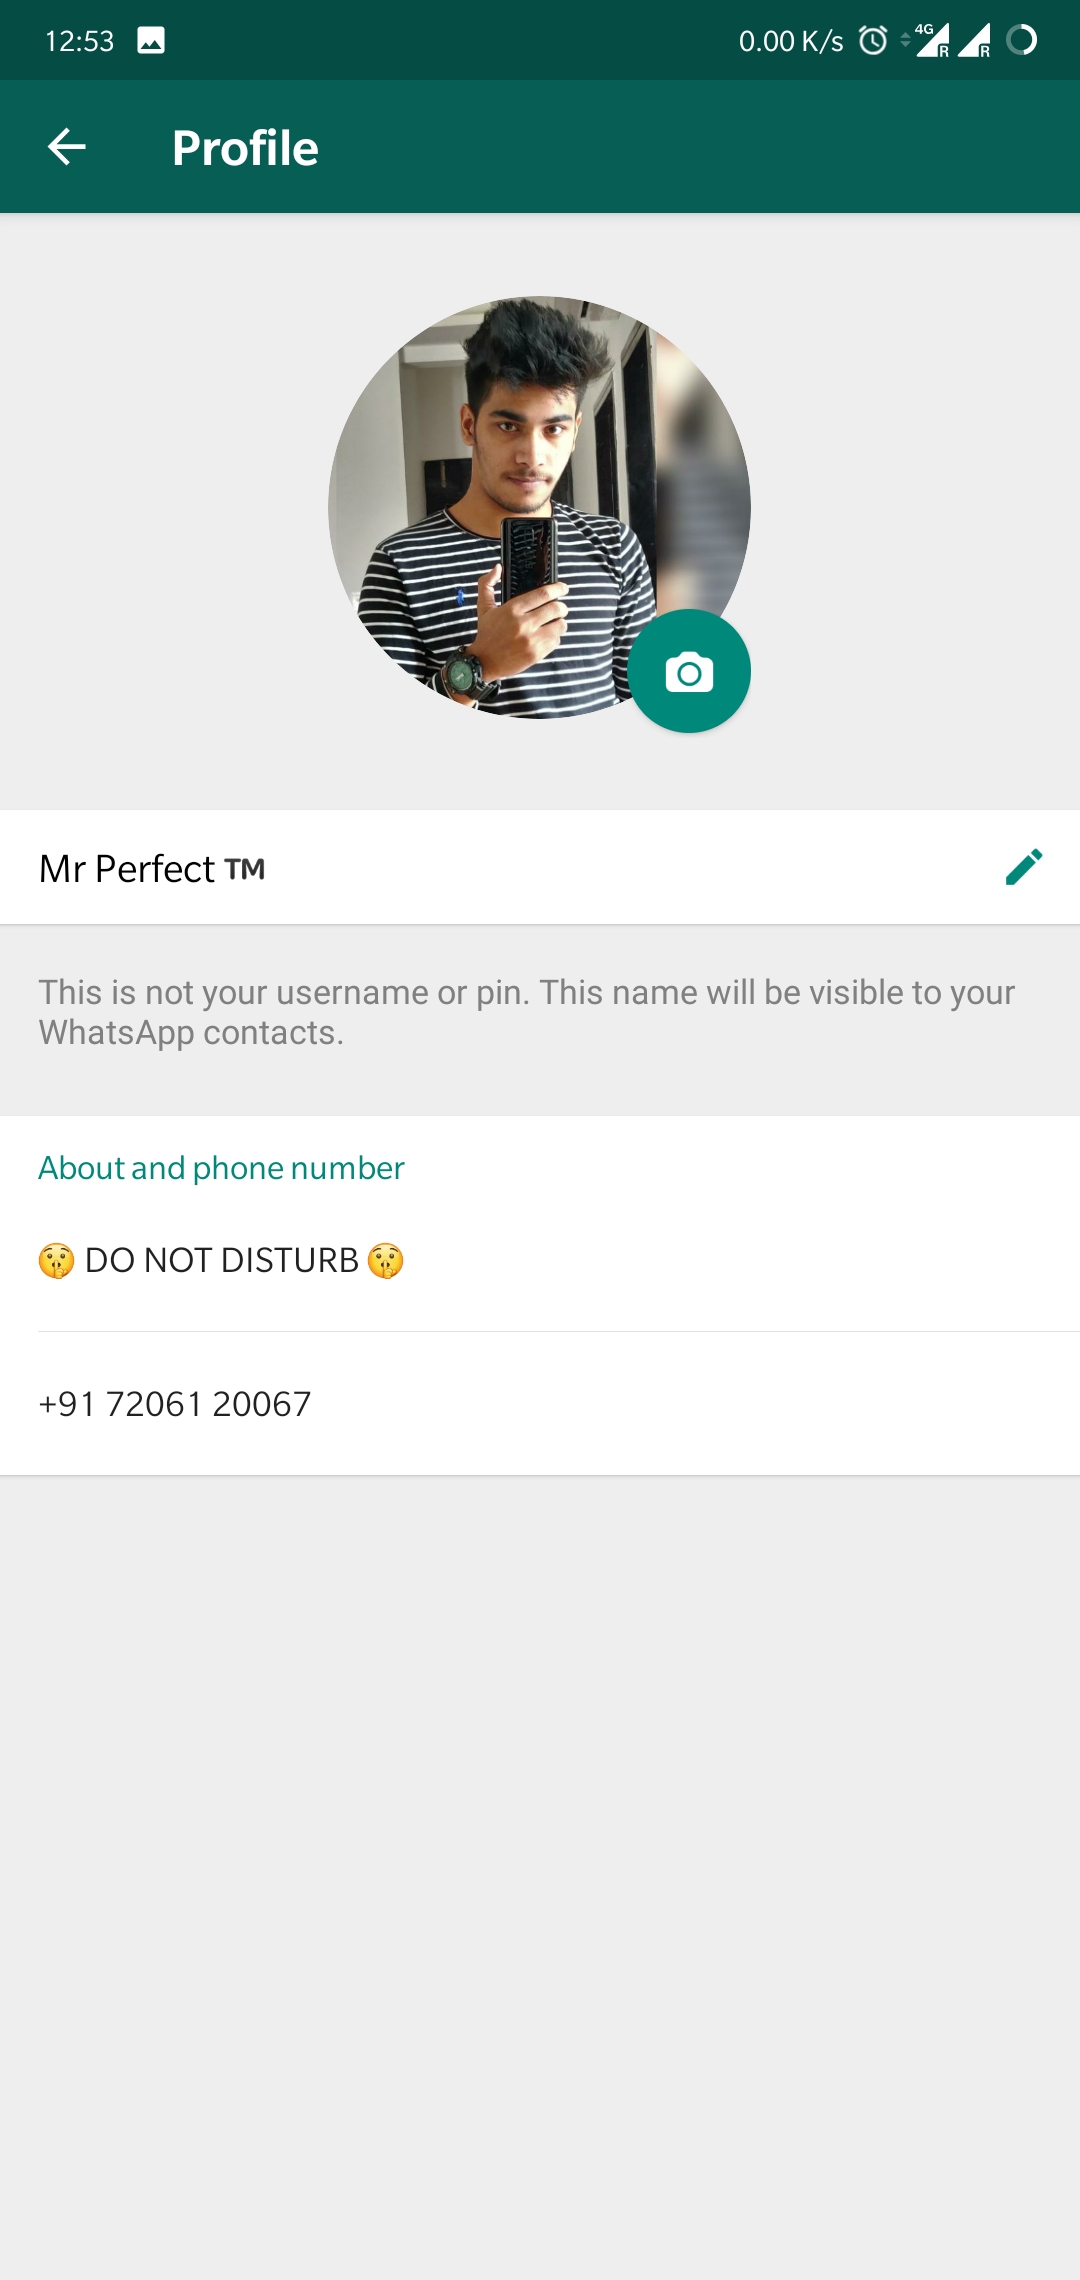 12:53 0.00 K/s 4G R R
Profile
Mr Perfect ™️
This is not your username or pin. This name will be visible to your
WhatsApp contacts.
About and phone number
🤫 DO NOT DISTURB 🤫
+91 72061 20067